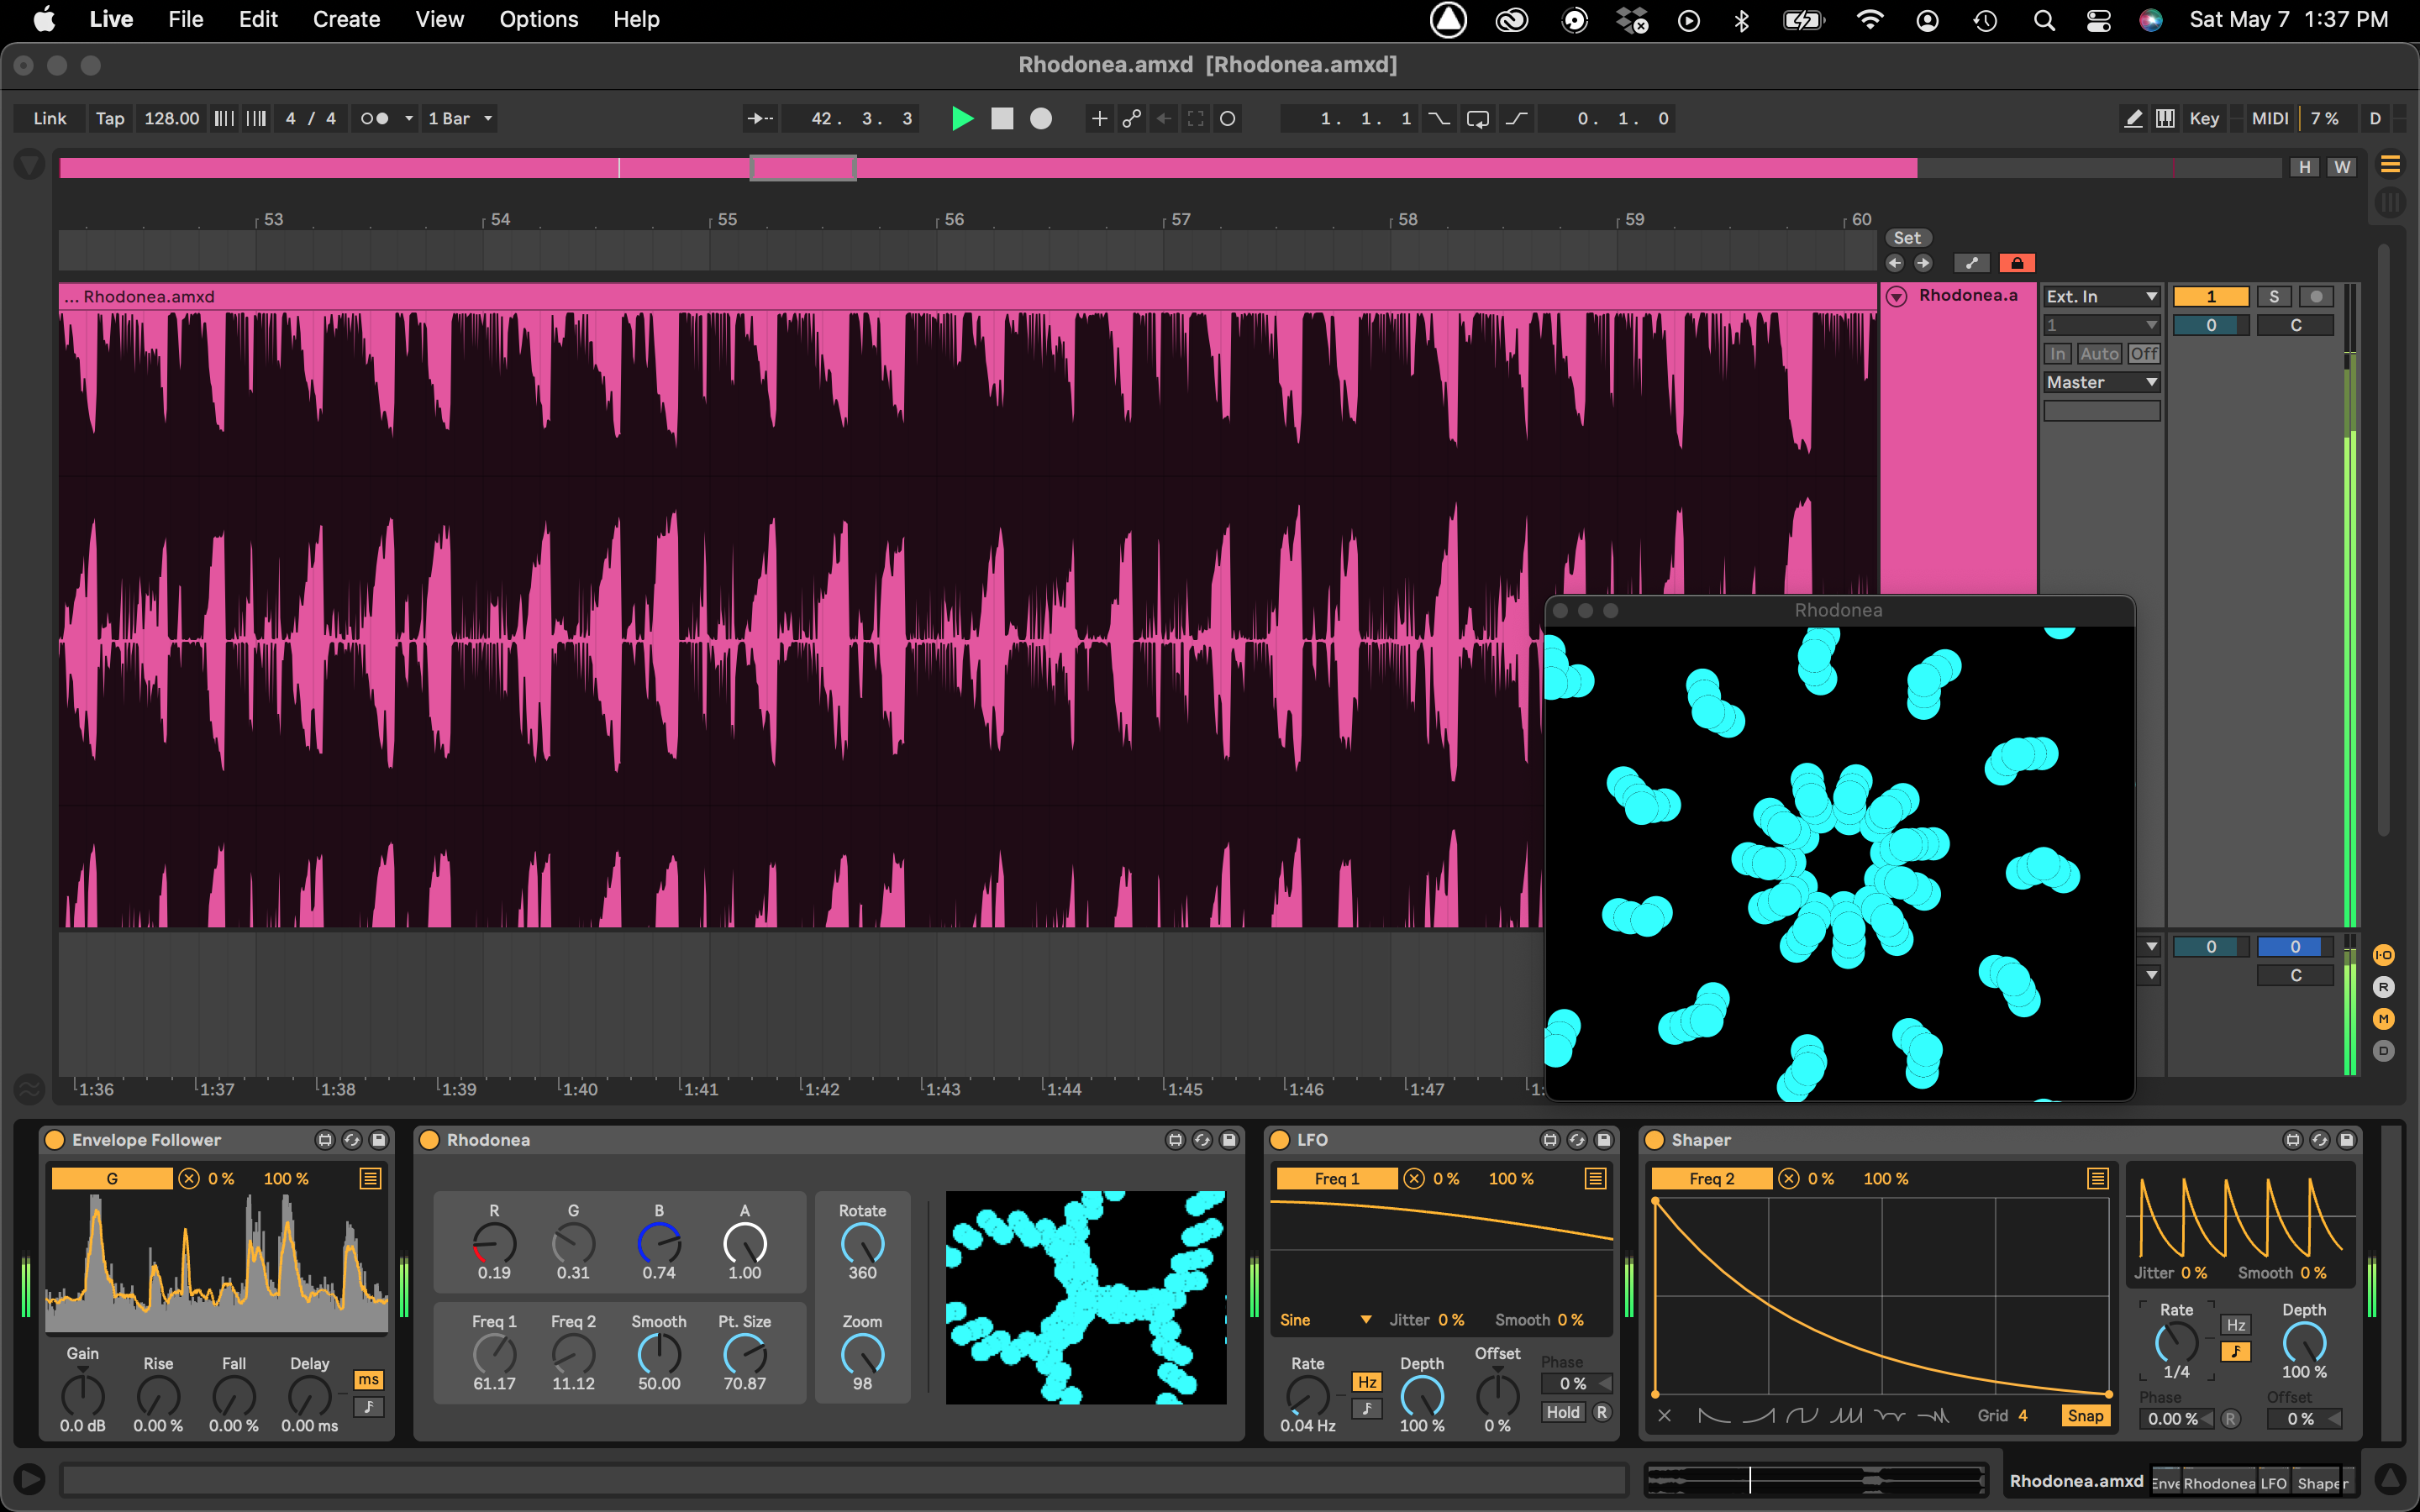 Live File Edit Create View Options Help Sat May 7 1:37 PM
Rhodonea.amxd [Rhodonea.amxd]
Link Tap 128.00 4 / 4 1 Bar 42. 3. 3 1. 1. 1 0. 1. 0 Key MIDI 7 % D
H W
53 54 55 56 57 58 59 60
Set
... Rhodonea.amxd
Rhodonea.a
Ext. In 1 S
1 0 C
In Auto Off
Master
Rhodonea
0 0
C
I·O
R
M
D
1:36 1:37 1:38 1:39 1:40 1:41 1:42 1:43 1:44 1:45 1:46 1:47 1:
Envelope Follower
G 0 % 100 %
Gain Rise Fall Delay ms
0.0 dB 0.00 % 0.00 % 0.00 ms
Rhodonea
R G B A Rotate
0.19 0.31 0.74 1.00 360
Freq 1 Freq 2 Smooth Pt. Size Zoom
61.17 11.12 50.00 70.87 98
LFO
Freq 1 0 % 100 %
Sine Jitter 0 % Smooth 0 %
Rate Hz Depth Offset Phase
0 %
Hold R
0.04 Hz 100 % 0 %
Shaper
Freq 2 0 % 100 %
Grid 4 Snap
Jitter 0 % Smooth 0 %
Rate Hz Depth
1/4 100 %
Phase Offset
0.00 % R 0 %
Rhodonea.amxd Enve Rhodonea LFO Shaper